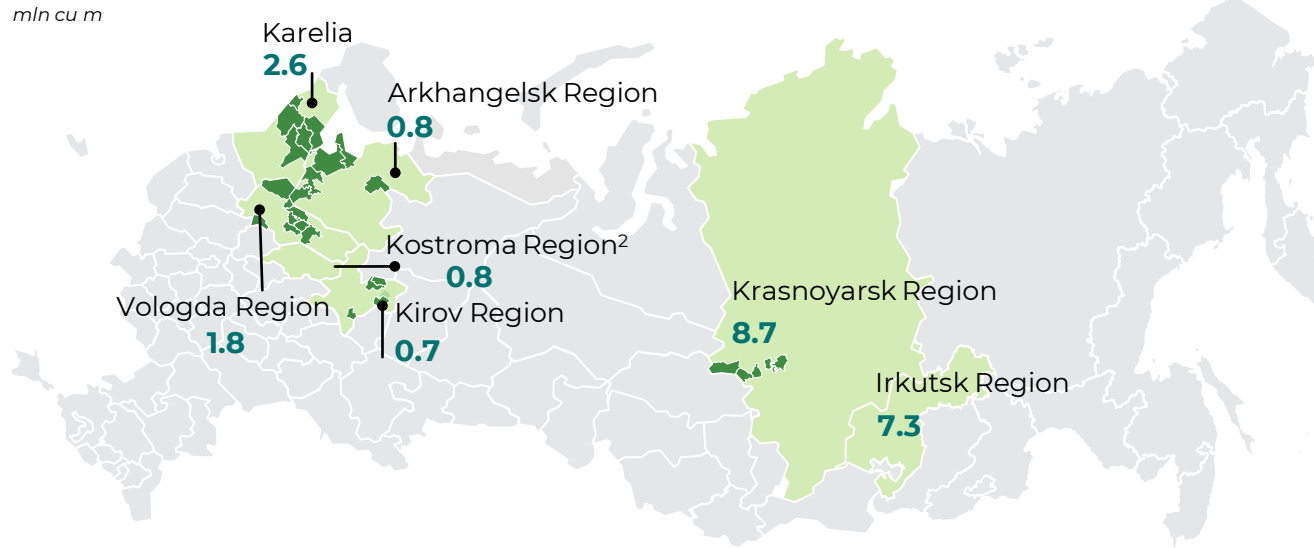 mln cu m
Karelia
2.6
Arkhangelsk Region
0.8
Kostroma Region²
0.8
Vologda Region
1.8
Kirov Region
0.7
Krasnoyarsk Region
8.7
Irkutsk Region
7.3